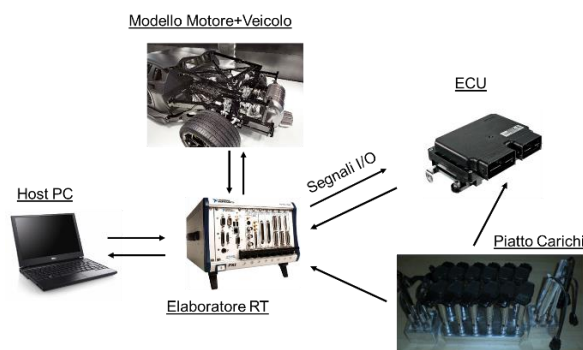 Modello Motore+Veicolo
ECU
Segnali I/O
Host PC
Piatto Carichi
Elaboratore RT